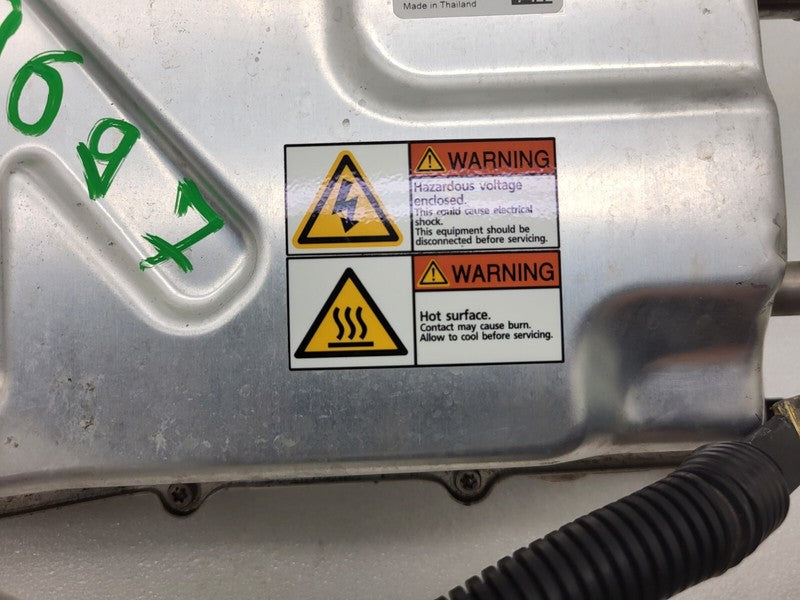 Made in Thailand
WARNING
Hazardous voltage
enclosed.
This could cause electrical
shock.
This equipment should be
disconnected before servicing.
WARNING
Hot surface.
Contact may cause burn.
Allow to cool before servicing.